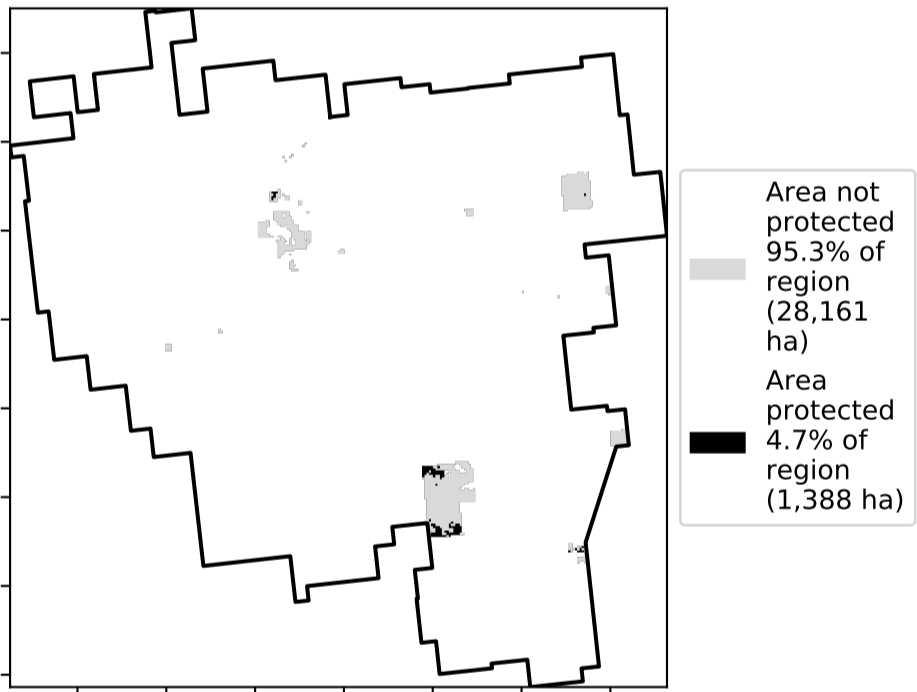 Area not
protected
95.3% of
region
(28,161
ha)
Area
protected
4.7% of
region
(1,388 ha)